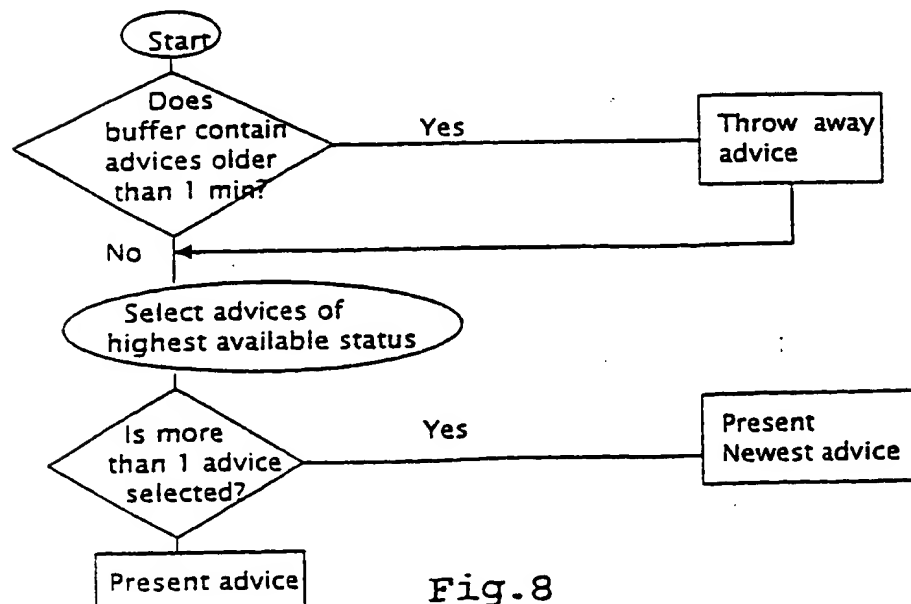 Start
Does
buffer contain
advices older
than 1 min?
Yes
Throw away
advice
No
Select advices of
highest available status
Is more
than 1 advice
selected?
Yes
Present
Newest advice
Present advice
Fig.8